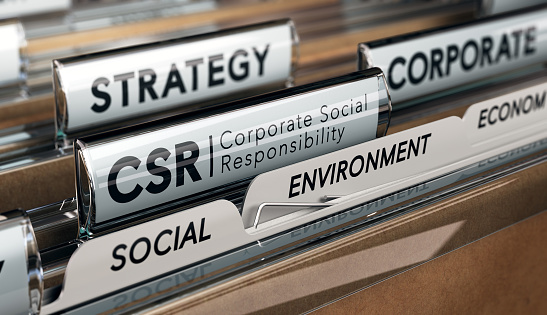 STRATEGY
CORPORATE
CSR
Corporate Social
Responsibility
ENVIRONMENT
ECONOM
SOCIAL